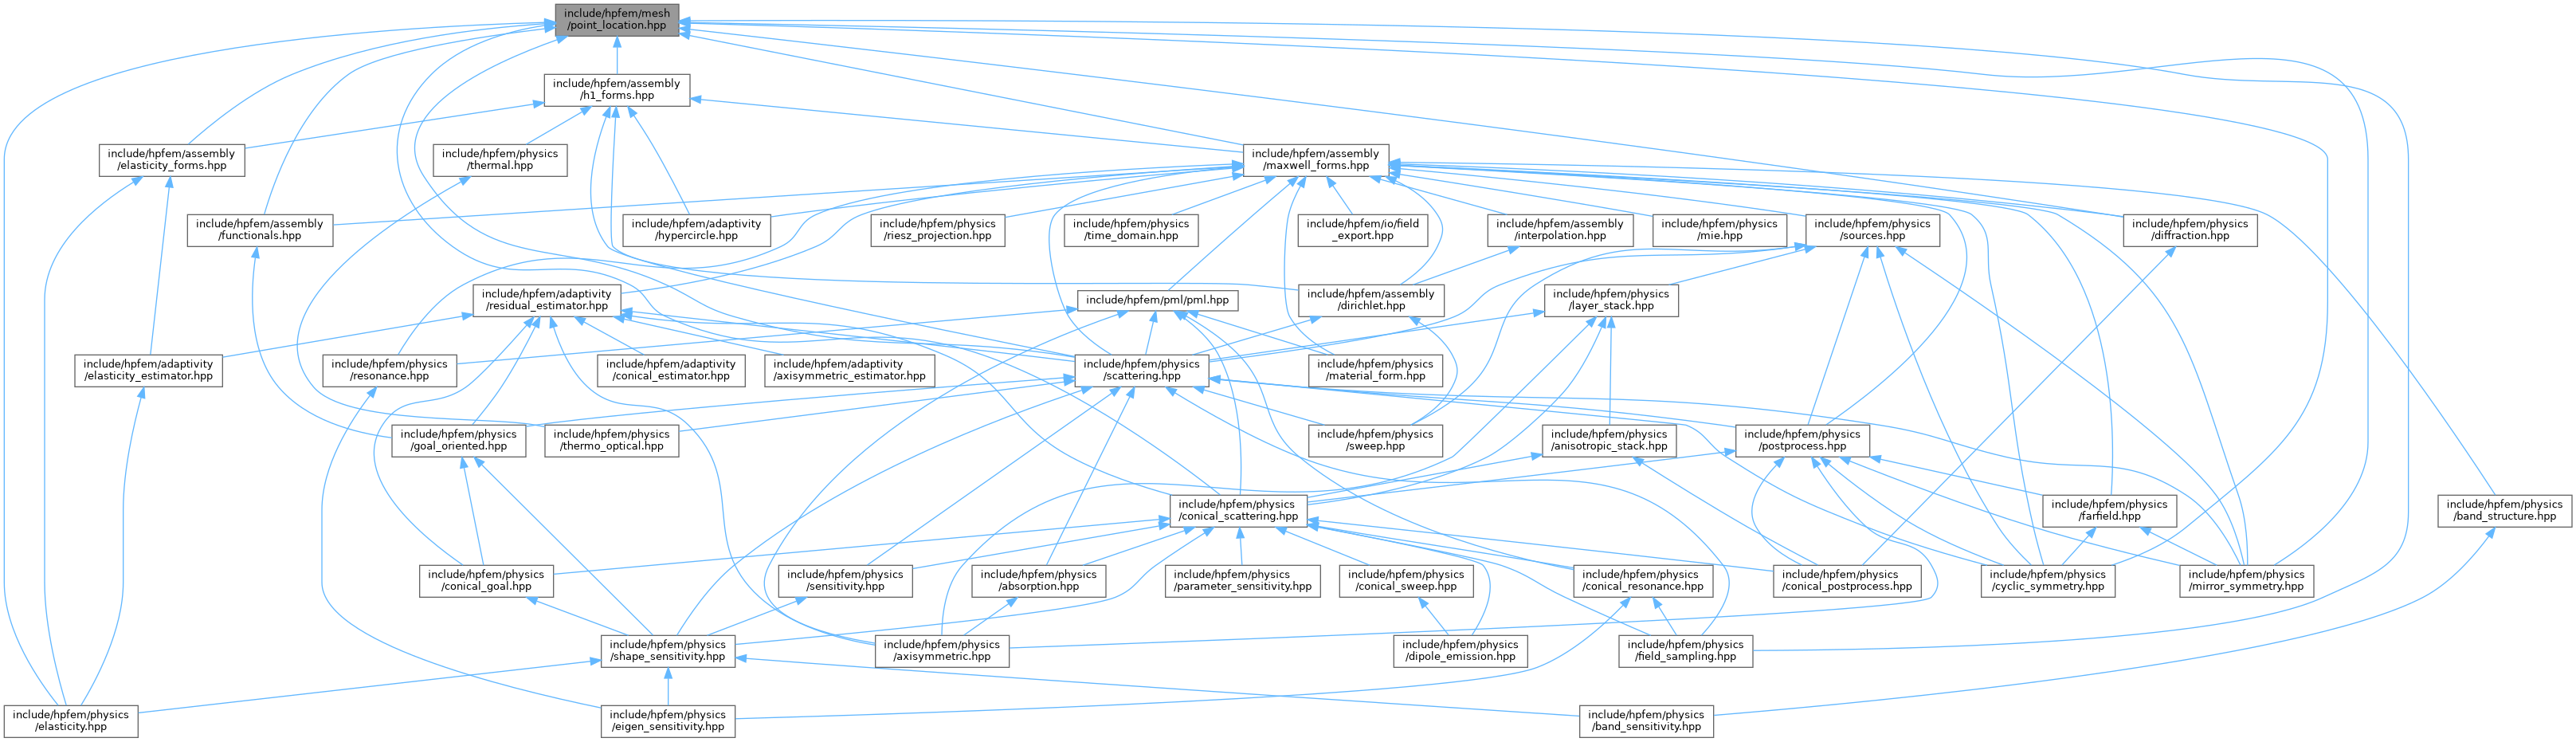 include/hpfem/mesh
/point_location.hpp
include/hpfem/assembly
/h1_forms.hpp
include/hpfem/assembly
/elasticity_forms.hpp
include/hpfem/physics
/thermal.hpp
include/hpfem/assembly
/maxwell_forms.hpp
include/hpfem/assembly
/functionals.hpp
include/hpfem/adaptivity
/hypercircle.hpp
include/hpfem/physics
/riesz_projection.hpp
include/hpfem/physics
/time_domain.hpp
include/hpfem/io/field
_export.hpp
include/hpfem/assembly
/interpolation.hpp
include/hpfem/physics
/mie.hpp
include/hpfem/physics
/sources.hpp
include/hpfem/physics
/diffraction.hpp
include/hpfem/adaptivity
/residual_estimator.hpp
include/hpfem/pml/pml.hpp
include/hpfem/assembly
/dirichlet.hpp
include/hpfem/physics
/layer_stack.hpp
include/hpfem/adaptivity
/elasticity_estimator.hpp
include/hpfem/physics
/resonance.hpp
include/hpfem/adaptivity
/conical_estimator.hpp
include/hpfem/adaptivity
/axisymmetric_estimator.hpp
include/hpfem/physics
/scattering.hpp
include/hpfem/physics
/material_form.hpp
include/hpfem/physics
/goal_oriented.hpp
include/hpfem/physics
/thermo_optical.hpp
include/hpfem/physics
/sweep.hpp
include/hpfem/physics
/anisotropic_stack.hpp
include/hpfem/physics
/postprocess.hpp
include/hpfem/physics
/conical_scattering.hpp
include/hpfem/physics
/farfield.hpp
include/hpfem/physics
/band_structure.hpp
include/hpfem/physics
/conical_goal.hpp
include/hpfem/physics
/sensitivity.hpp
include/hpfem/physics
/absorption.hpp
include/hpfem/physics
/parameter_sensitivity.hpp
include/hpfem/physics
/conical_sweep.hpp
include/hpfem/physics
/conical_resonance.hpp
include/hpfem/physics
/conical_postprocess.hpp
include/hpfem/physics
/cyclic_symmetry.hpp
include/hpfem/physics
/mirror_symmetry.hpp
include/hpfem/physics
/shape_sensitivity.hpp
include/hpfem/physics
/axisymmetric.hpp
include/hpfem/physics
/dipole_emission.hpp
include/hpfem/physics
/field_sampling.hpp
include/hpfem/physics
/elasticity.hpp
include/hpfem/physics
/eigen_sensitivity.hpp
include/hpfem/physics
/band_sensitivity.hpp